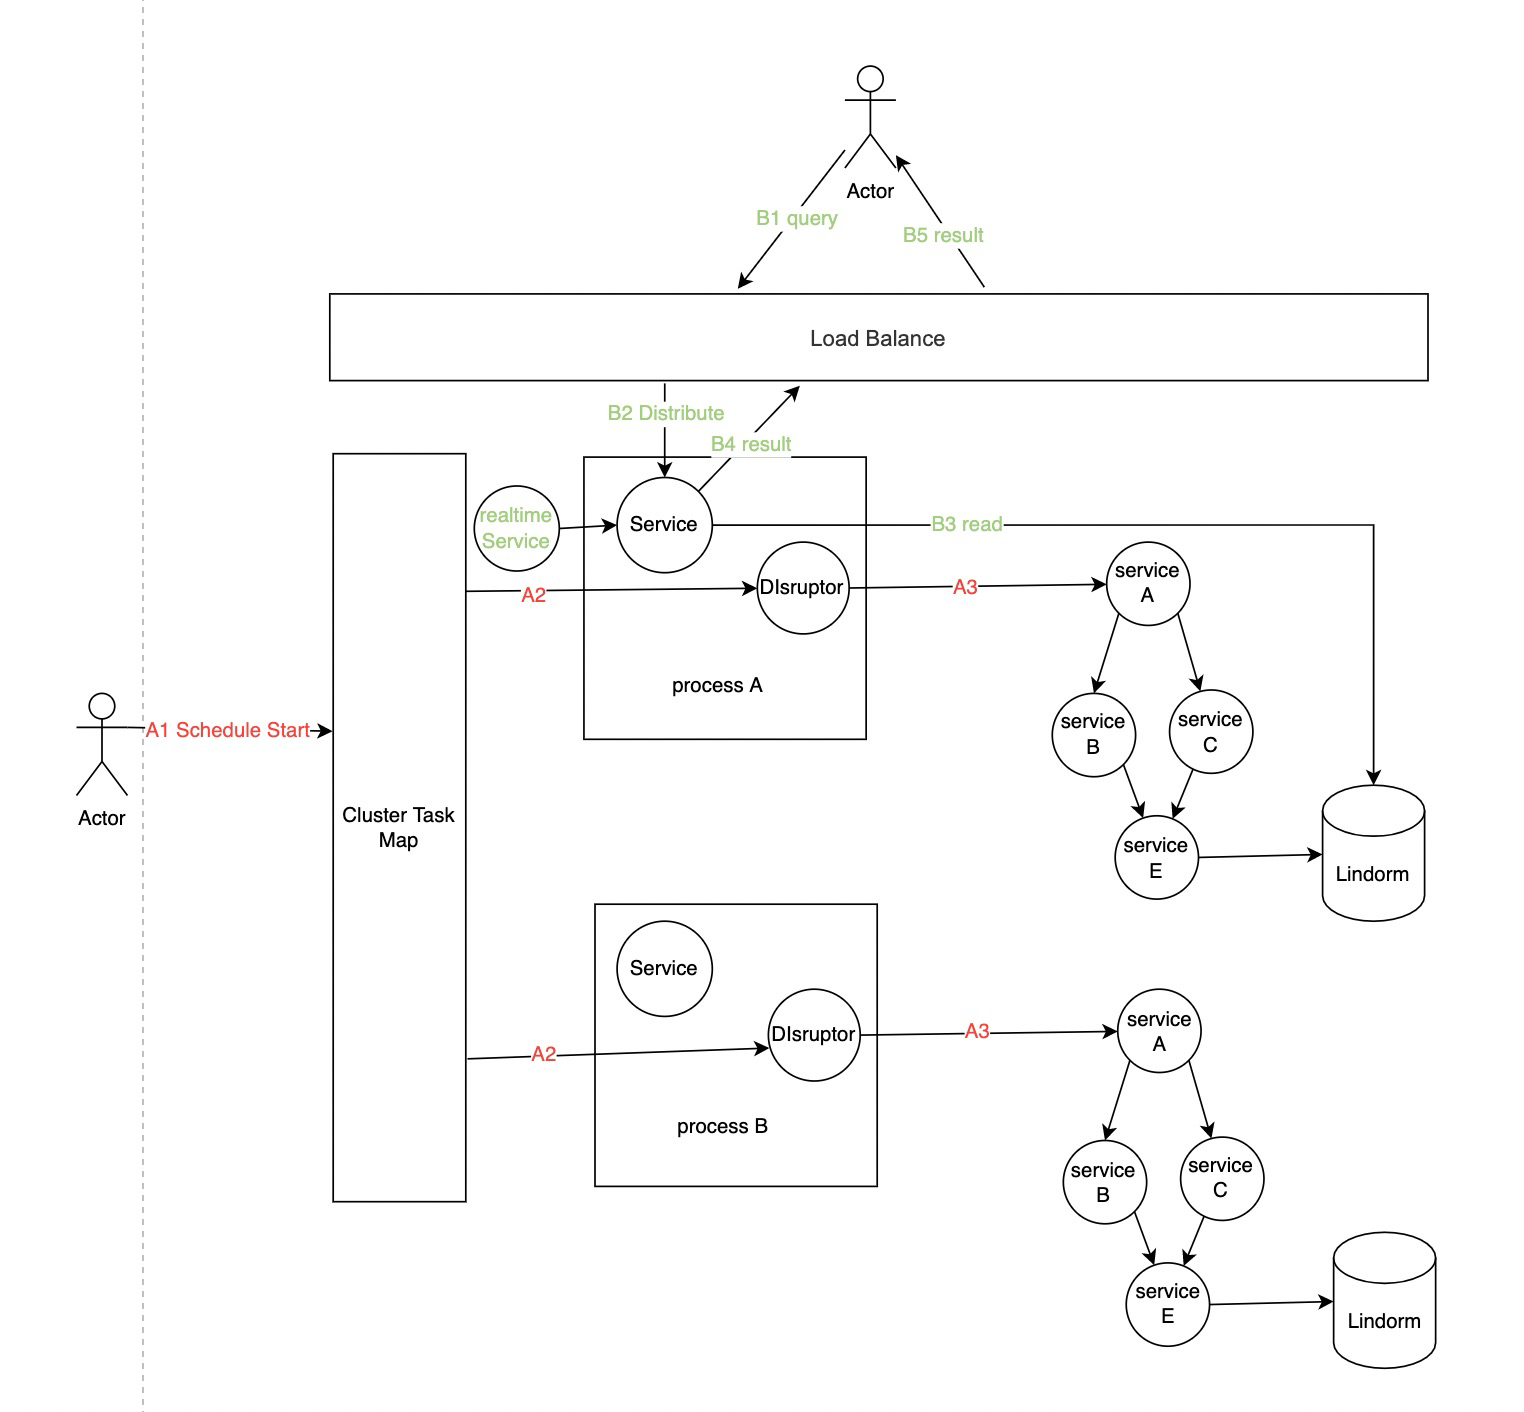 Actor
B1 query
B5 result
Load Balance
B2 Distribute
B4 result
realtime
Service
Service
B3 read
DIsruptor
A2
A3
service
A
process A
service
B
service
C
A1 Schedule Start
Actor
Cluster Task
Map
service
E
Lindorm
Service
DIsruptor
A2
A3
service
A
process B
service
B
service
C
service
E
Lindorm